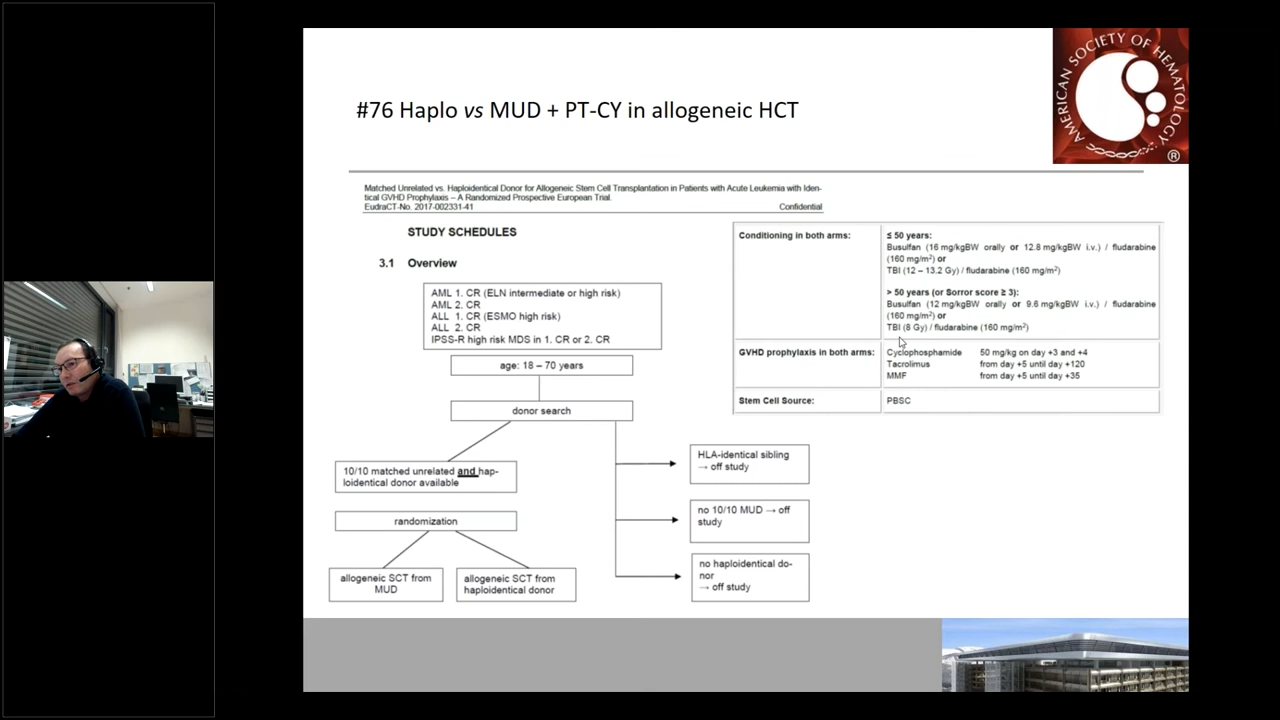 #76 Haplo vs MUD + PT-CY in allogeneic HCT
AMERICAN SOCIETY OF HEMATOLOGY
®
Matched Unrelated vs. Haploidentical Donor for Allogeneic Stem Cell Transplantation in Patients with Acute Leukemia with Iden-
tical GVHD Prophylaxis – A Randomized Prospective European Trial.
EudraCT-No. 2017-002331-41 Confidential
STUDY SCHEDULES
3.1 Overview
AML 1. CR (ELN intermediate or high risk)
AML 2. CR
ALL 1. CR (ESMO high risk)
ALL 2. CR
IPSS-R high risk MDS in 1. CR or 2. CR
age: 18 – 70 years
donor search
10/10 matched unrelated and hap-
loidentical donor available
randomization
allogeneic SCT from
MUD
allogeneic SCT from
haploidentical donor
HLA-identical sibling
→ off study
no 10/10 MUD → off
study
no haploidentical do-
nor
→ off study
Conditioning in both arms:
≤ 50 years:
Busulfan (16 mg/kgBW orally or 12.8 mg/kgBW i.v.) / fludarabine
(160 mg/m²) or
TBI (12 – 13.2 Gy) / fludarabine (160 mg/m²)
> 50 years (or Sorror score ≥ 3):
Busulfan (12 mg/kgBW orally or 9.6 mg/kgBW i.v.) / fludarabine
(160 mg/m²) or
TBI (8 Gy) / fludarabine (160 mg/m²)
GVHD prophylaxis in both arms:
Cyclophosphamide 50 mg/kg on day +3 and +4
Tacrolimus from day +5 until day +120
MMF from day +5 until day +35
Stem Cell Source: PBSC